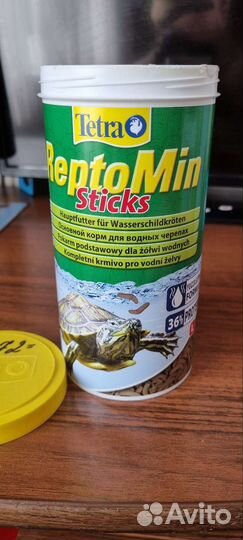 Tetra
ReptoMin
Sticks
Hauptfutter für Wasserschildkröten
Основной корм для водных черепах
Pokarm podstawowy dla żółwi wodnych
Kompletní krmivo pro vodní želvy
36%
Avito